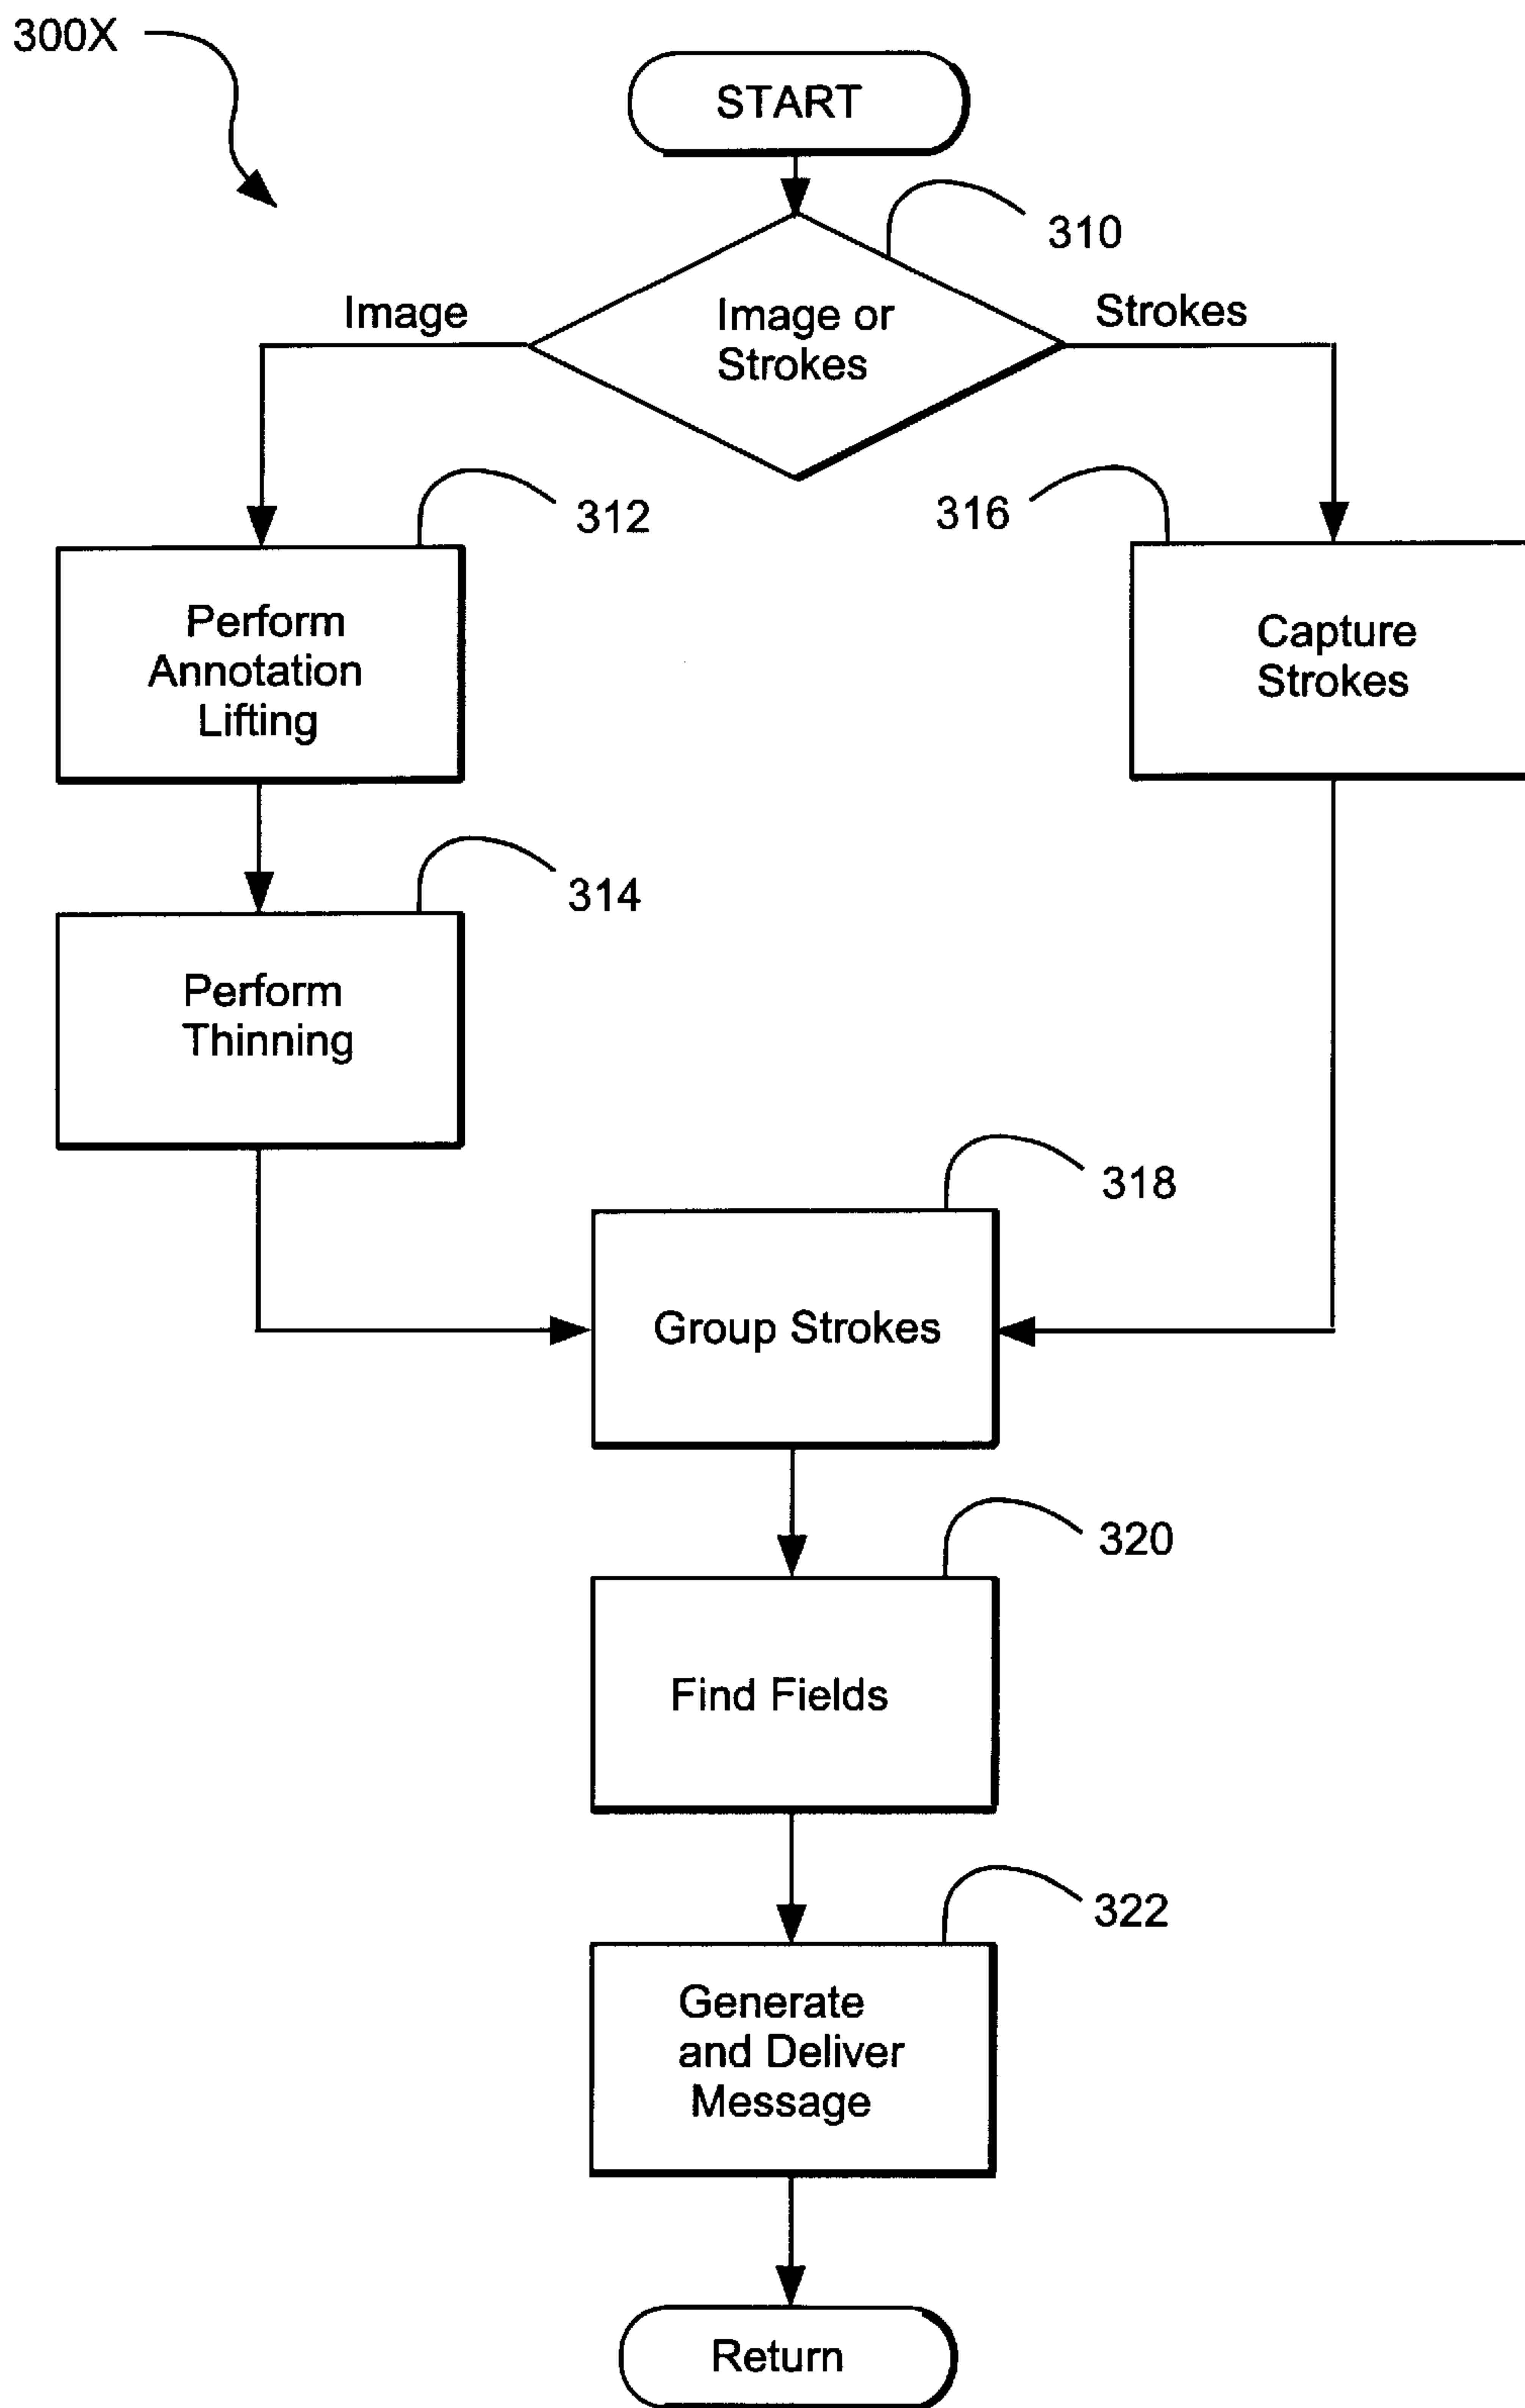 300X
START
310
Image or
Strokes
Image
Strokes
312
316
Perform
Annotation
Lifting
Capture
Strokes
314
Perform
Thinning
318
Group Strokes
320
Find Fields
322
Generate
and Deliver
Message
Return